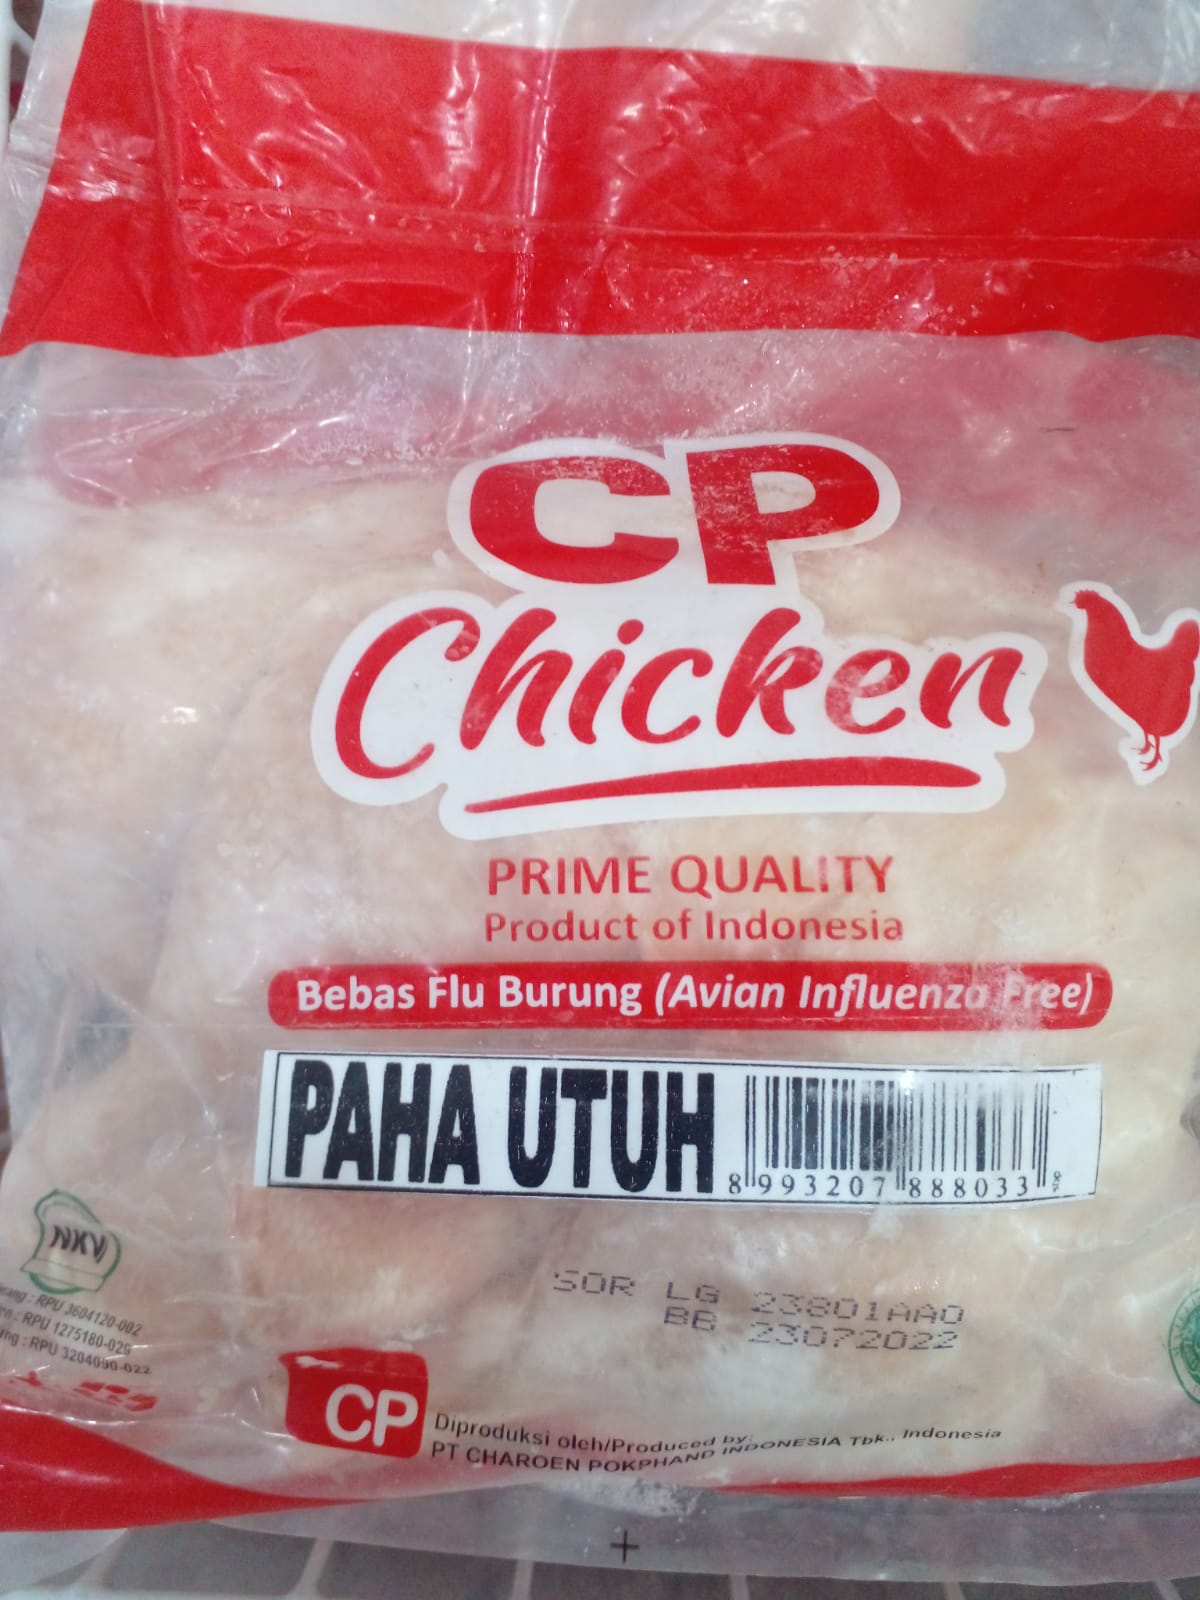 CP
Chicken
PRIME QUALITY
Product of Indonesia
Bebas Flu Burung (Avian Influenza Free)
PAHA UTUH
8 993207 888033
NKV
: RPU 3604120-002
: RPU 1275180-029
: RPU 3204090-022
SOR LG 23801AAO
BB 23072022
CP
Diproduksi oleh/Produced by:
PT CHAROEN POKPHAND INDONESIA Tbk., Indonesia